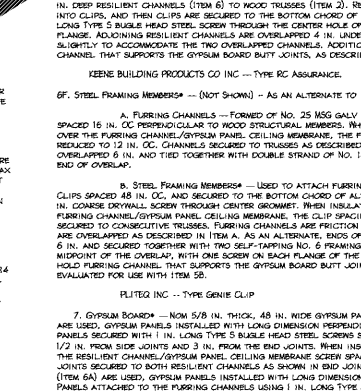 IN. DEEP RESILIENT CHANNELS (ITEM 6) TO WOOD TRUSSES (ITEM 2). RE
INTO CLIPS, AND THEN CLIPS ARE SECURED TO THE BOTTOM CHORD OF
LONG TYPE S BUGLE HEAD STEEL SCREW THROUGH THE CENTER HOLE OF
FLANGE. ADJOINING RESILIENT CHANNELS ARE OVERLAPPED 4 IN. UNDE
SLIGHTLY TO ACCOMMODATE THE TWO OVERLAPPED CHANNELS. ADDITIO
CHANNEL THAT SUPPORTS THE GYPSUM BOARD BUTT JOINTS, AS DESCRI
KEENE BUILDING PRODUCTS CO INC -- TYPE RC ASSURANCE.
6F. STEEL FRAMING MEMBERS* -- (NOT SHOWN) -- AS AN ALTERNATE TO
A. FURRING CHANNELS -- FORMED OF NO. 25 MSG GALV
SPACED 16 IN. OC PERPENDICULAR TO WOOD STRUCTURAL MEMBERS. WH
OVER THE FURRING CHANNEL/GYPSUM PANEL CEILING MEMBRANE, THE F
REDUCED TO 12 IN. OC. CHANNELS SECURED TO TRUSSES AS DESCRIBED
OVERLAPPED 6 IN. AND TIED TOGETHER WITH DOUBLE STRAND OF NO. 1
END OF OVERLAP.
B. STEEL FRAMING MEMBERS* -- USED TO ATTACH FURRIN
CLIPS SPACED 48 IN. OC, AND SECURED TO THE BOTTOM CHORD OF AL
IN. COARSE DRYWALL SCREW THROUGH CENTER GROMMET. WHEN INSULAT
FURRING CHANNEL/GYPSUM PANEL CEILING MEMBRANE, THE CLIP SPACIN
SECURED TO CONSECUTIVE TRUSSES. FURRING CHANNELS ARE FRICTION
ARE OVERLAPPED AS DESCRIBED IN ITEM A. AS AN ALTERNATE, ENDS OF
6 IN. AND SECURED TOGETHER WITH TWO SELF-TAPPING NO. 6 FRAMING
MIDPOINT OF THE OVERLAP, WITH ONE SCREW ON EACH FLANGE OF THE
HOLD FURRING CHANNEL THAT SUPPORTS THE GYPSUM BOARD BUTT JOIN
EVALUATED FOR USE WITH ITEM 5B.
PLITEQ INC -- TYPE GENIE CLIP
7. GYPSUM BOARD* -- NOM 5/8 IN. THICK, 48 IN. WIDE GYPSUM PA
ARE USED, GYPSUM PANELS INSTALLED WITH LONG DIMENSION PERPENDI
PANELS SECURED WITH 1 IN. LONG TYPE S BUGLE HEAD STEEL SCREWS S
1/2 IN. FROM SIDE JOINTS AND 3 IN. FROM THE END JOINTS. WHEN INS
THE RESILIENT CHANNEL/GYPSUM PANEL CEILING MEMBRANE SCREW SPA
JOINTS SECURED TO BOTH RESILIENT CHANNELS AS SHOWN IN END JOI
(ITEM 6A) ARE USED, GYPSUM PANELS INSTALLED WITH LONG DIMENSION
PANELS ATTACHED TO THE FURRING CHANNELS USING 1 IN. LONG TYPE